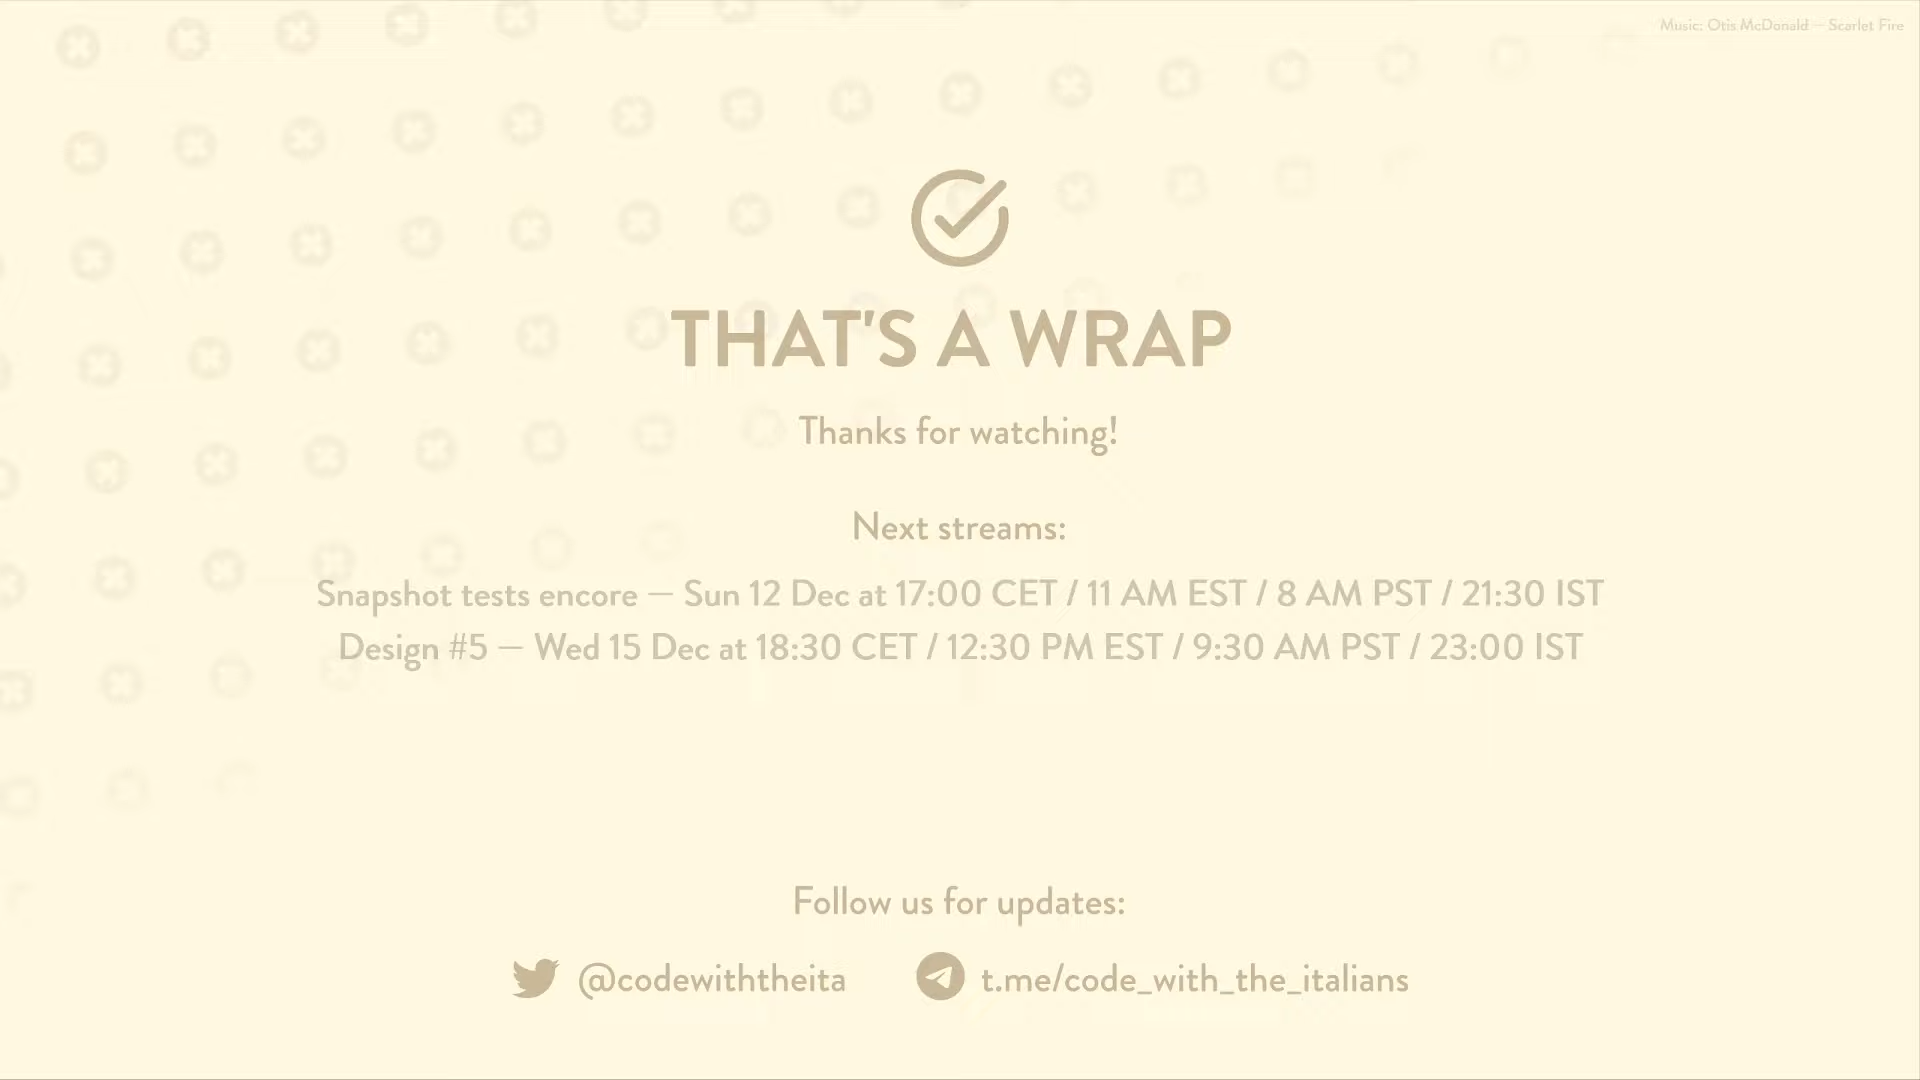 Music: Otis McDonald — Scarlet Fire
THAT'S A WRAP
Thanks for watching!
Next streams:
Snapshot tests encore — Sun 12 Dec at 17:00 CET / 11 AM EST / 8 AM PST / 21:30 IST
Design #5 — Wed 15 Dec at 18:30 CET / 12:30 PM EST / 9:30 AM PST / 23:00 IST
Follow us for updates:
@codewiththeita t.me/code_with_the_italians